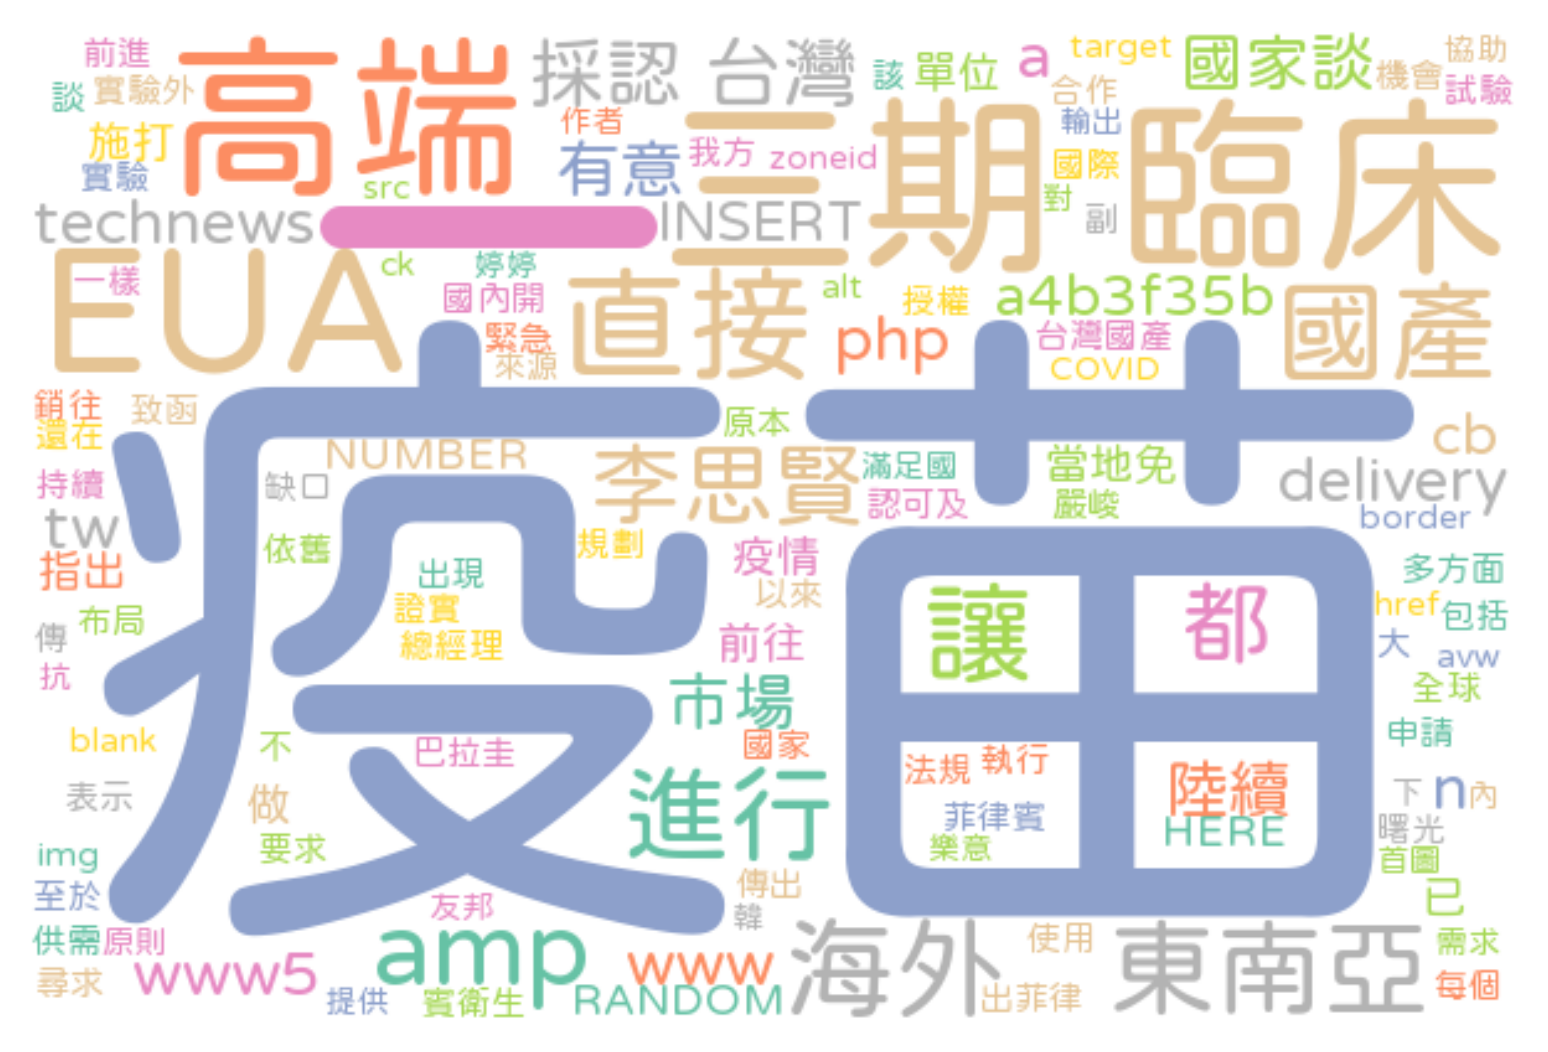 前進
高端
採認
台灣
該
單位
a
target
國家談
機會
協助
試驗
談
實驗外
合作
施打
實驗
作者
三
期
臨床
輸出
有意
我方
zoneid
國際
src
對
副
technews
一
INSERT
EUA
一樣
ck
婷婷
國內開
直接
alt
授權
a4b3f35b
國產
緊急
來源
php
台灣國產
COVID
疫苗
銷往
還在
致函
原本
NUMBER
李思賢
滿足國
當地免
cb
delivery
持續
缺口
認可及
嚴峻
border
tw
依舊
規劃
疫情
指出
出現
以來
讓
都
多方面
證實
href
包括
布局
傳
總經理
前往
大
avw
抗
市場
全球
blank
不
巴拉圭
國家
法規
執行
陸續
申請
表示
做
進行
菲律賓
HERE
下
n
內
樂意
曙光
首圖
img
要求
至於
友邦
傳出
韓
已
供需
原則
amp
www
海外
使用
東南亞
需求
尋求
www5
提供
賓衛生
RANDOM
出菲律
每個